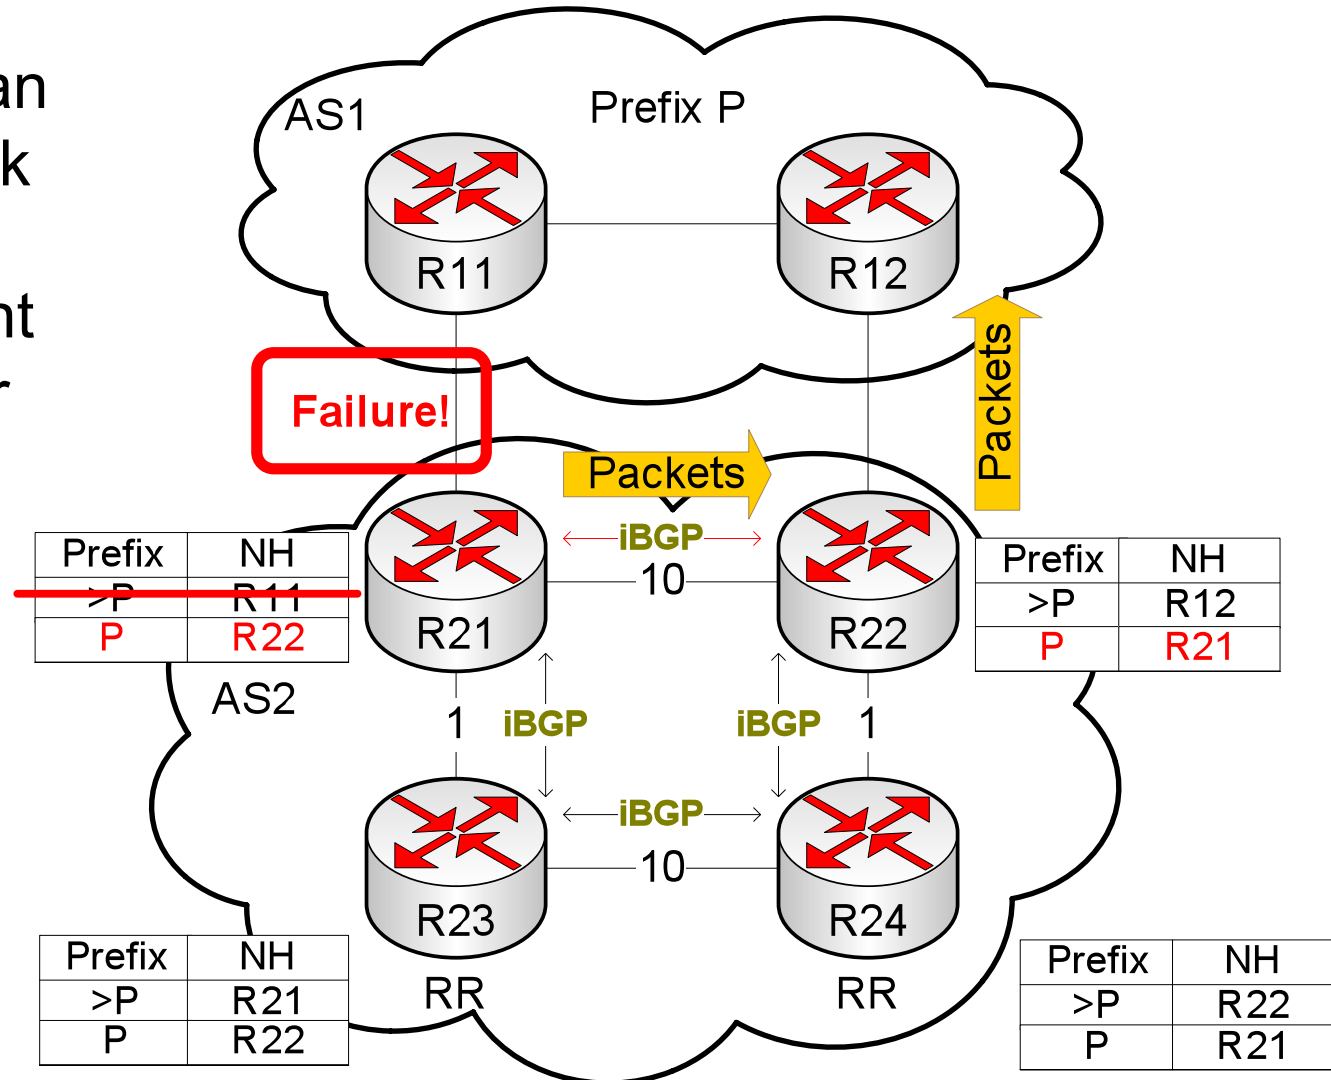 an
k
nt
r
AS1
Prefix P
R11
R12
Failure!
Packets
Packets
iBGP
10
R21
R22
Prefix NH
>P R11
P R22
Prefix NH
>P R12
P R21
AS2
1
iBGP
iBGP
1
iBGP
10
R23
R24
RR
RR
Prefix NH
>P R21
P R22
Prefix NH
>P R22
P R21